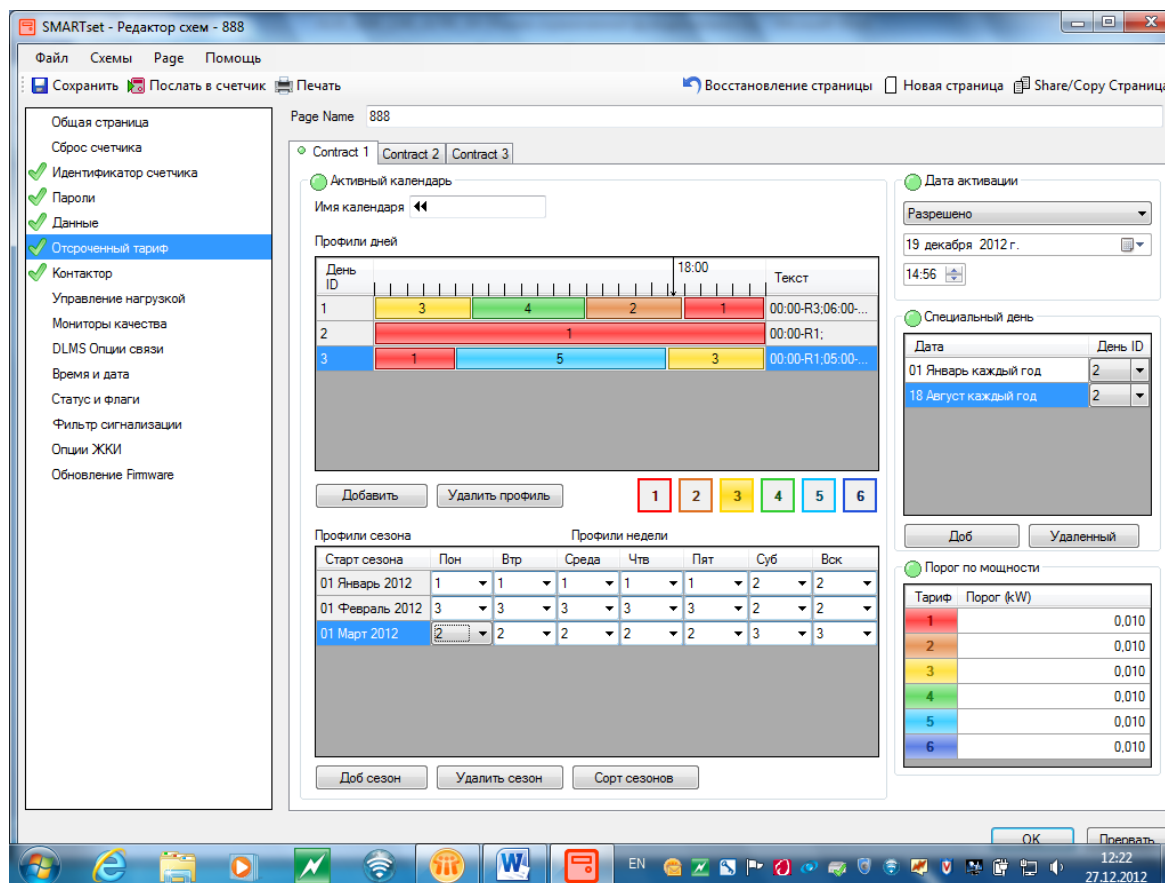 SMARTset - Редактор схем - 888
Файл Схемы Page Помощь
Сохранить Послать в счетчик Печать Восстановление страницы Новая страница Share/Copy Страница
Page Name 888
Общая страница
Сброс счетчика
Идентификатор счетчика
Пароли
Данные
Отсроченный тариф
Контактор
Управление нагрузкой
Мониторы качества
DLMS Опции связи
Время и дата
Статус и флаги
Фильтр сигнализации
Опции ЖКИ
Обновление Firmware
Contract 1 Contract 2 Contract 3
Активный календарь
Имя календаря
Профили дней
День ID 18:00 Текст
1 3 4 2 1 00:00-R3;06:00-...
2 1 00:00-R1;
3 1 5 3 00:00-R1;05:00-...
Добавить Удалить профиль 1 2 3 4 5 6
Профили сезона Профили недели
Старт сезона Пон Втр Среда Чтв Пят Суб Вск
01 Январь 2012 1 1 1 1 1 2 2
01 Февраль 2012 3 3 3 3 3 2 2
01 Март 2012 2 2 2 2 2 3 3
Доб сезон Удалить сезон Сорт сезонов
Дата активации
Разрешено
19 декабря 2012 г.
14:56
Специальный день
Дата День ID
01 Январь каждый год 2
18 Август каждый год 2
Доб Удаленный
Порог по мощности
Тариф Порог (kW)
1 0,010
2 0,010
3 0,010
4 0,010
5 0,010
6 0,010
OK Прервать
EN 12:22
27.12.2012